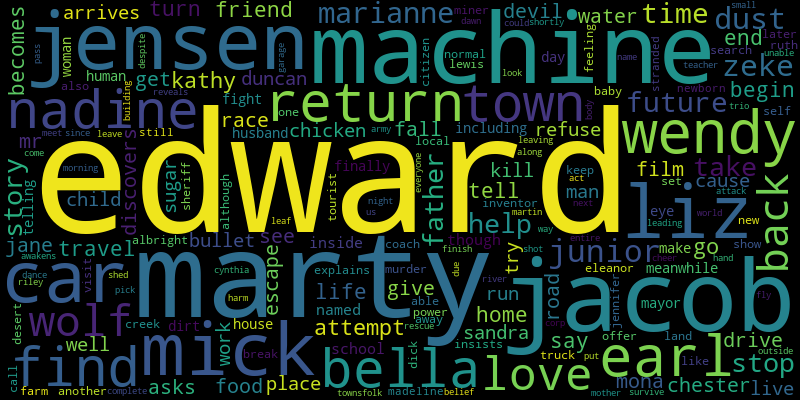 arrives turn friend marianne devil water time dust
becomes jensen machine end
woman human get kathy duncan citizen lewis normal day feeling stranded zeke
also miner dawn could shortly small later ruth unable
pass despite garage look name teacher search
nadine race return town future begin
reveals building fight one baby newborn trio self
mr meet since leave still husband chicken army fall local including refuse wendy
come morning edward everyone leaving along body
story telling child discovers sugar sheriff although tourist finally father tell kill inventor man film take cause back
leaf night us martin way keep act next set eye leading attack world new
jane travel albright bullet see inside coach though help try liz
awakens dance riley visit shed pick cynthia harm explains murder finish due shot entire junior make go show
car marty jacob meanwhile cheer hand eleanor
desert creek dirt house escape life named give able power away rescue river run home road jennifer mayor fly
wolf well work attempt sandra say land offer drive
find mick break school dick insists truck corp put earl like outside stop
call farm another complete asks food place townsfolk bella madeline belief love mother survive mona chester live